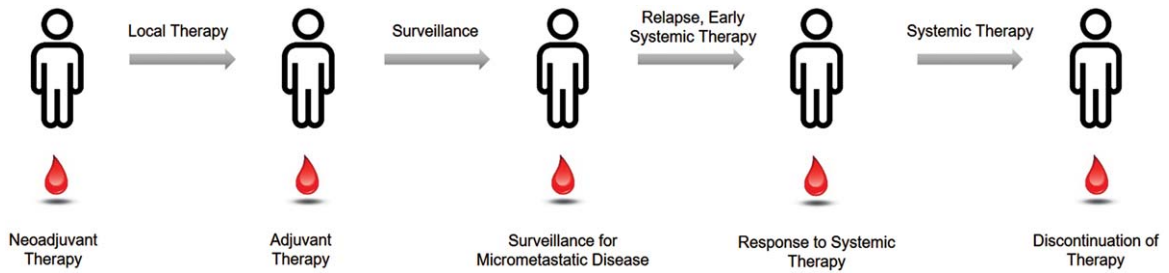 Local Therapy
Surveillance
Relapse, Early
Systemic Therapy
Systemic Therapy
Neoadjuvant
Therapy
Adjuvant
Therapy
Surveillance for
Micrometastatic Disease
Response to Systemic
Therapy
Discontinuation of
Therapy